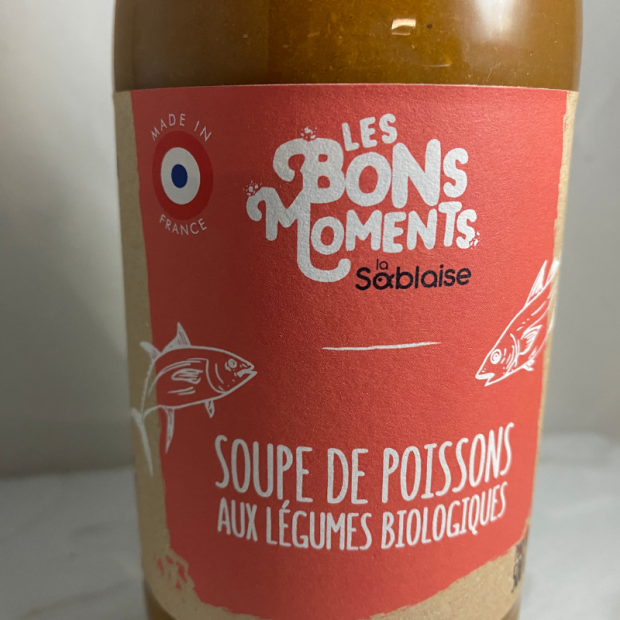 MADE IN
FRANCE
LES
BONS
MOMENTS
la
Sablaise
SOUPE DE POISSONS
AUX LÉGUMES BIOLOGIQUES